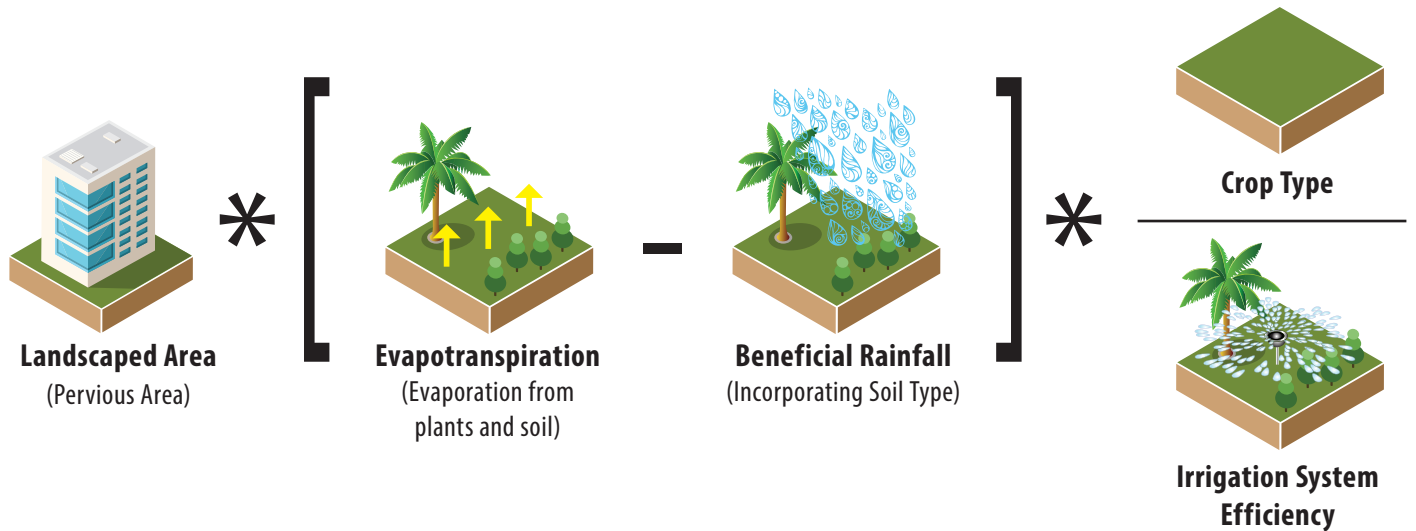 Landscaped Area
(Pervious Area)
*
[
Evapotranspiration
(Evaporation from
plants and soil)
-
Beneficial Rainfall
(Incorporating Soil Type)
]
*
Crop Type
Irrigation System
Efficiency